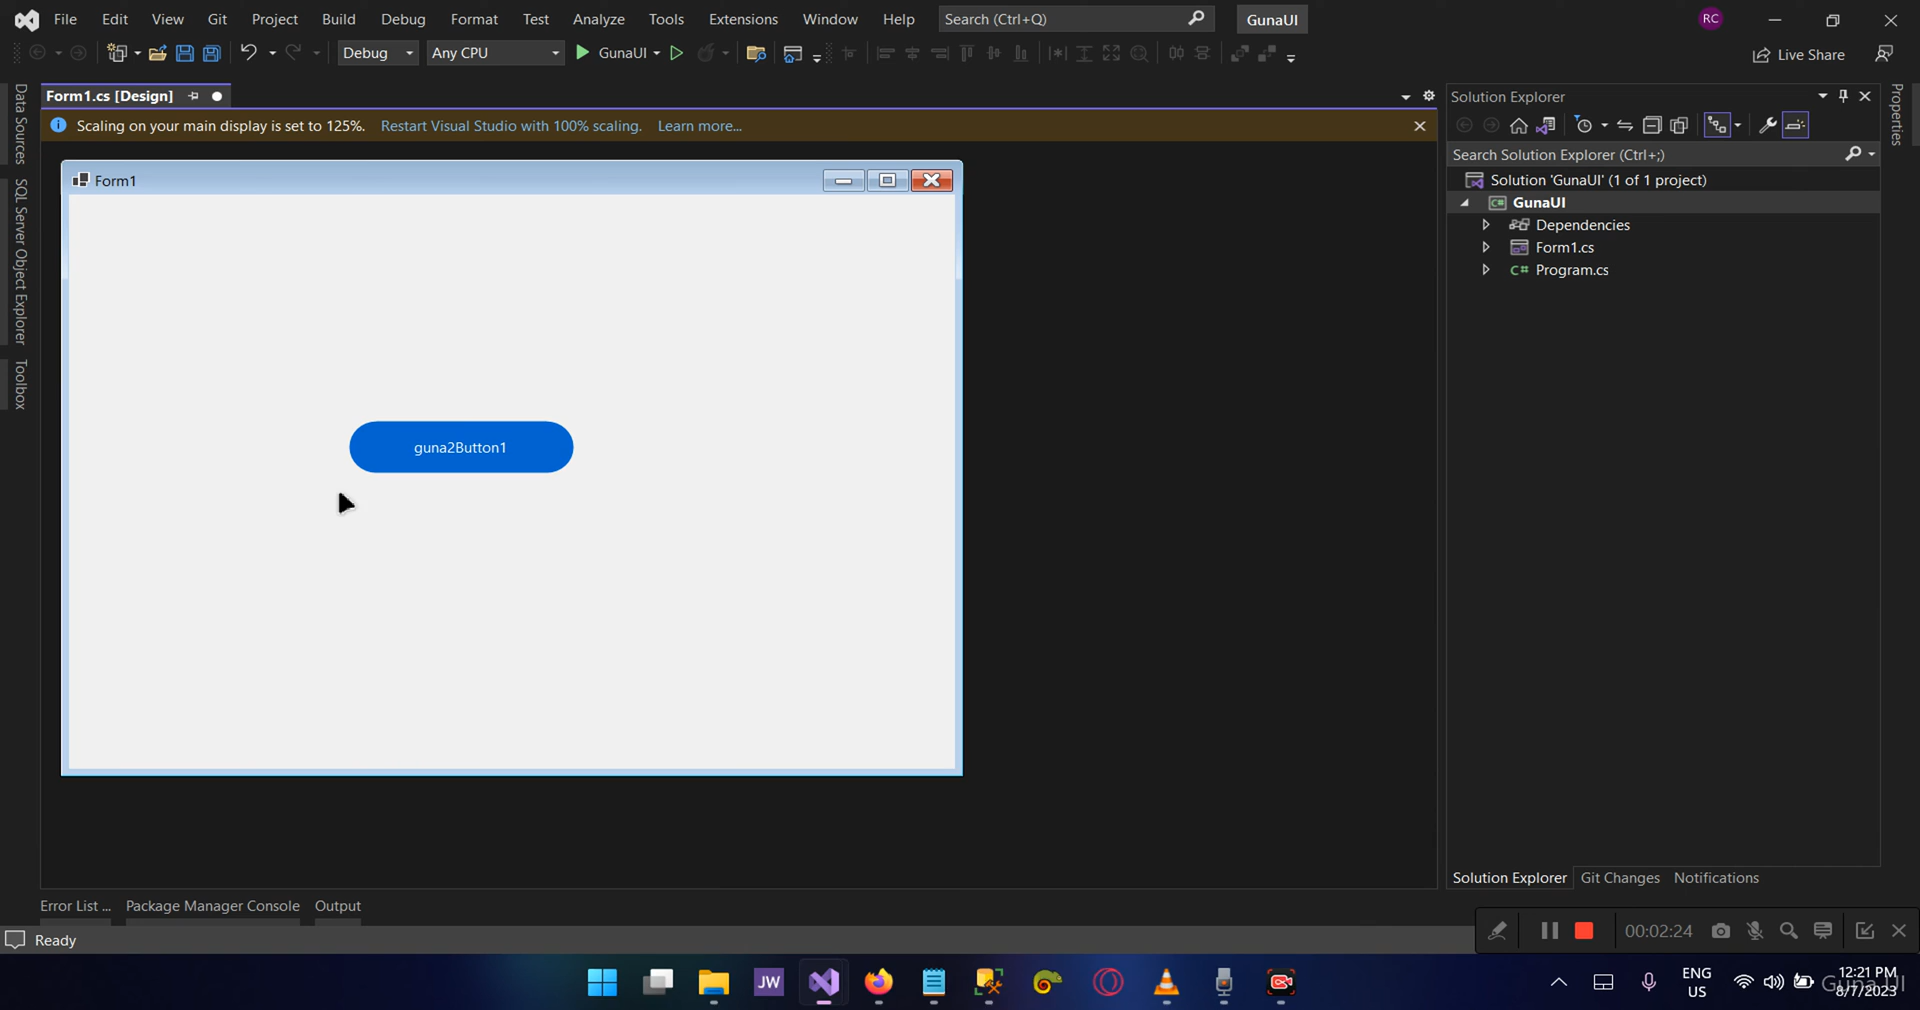 File Edit View Git Project Build Debug Format Test Analyze Tools Extensions Window Help Search (Ctrl+Q) GunaUI RC
Debug Any CPU GunaUI Live Share
Form1.cs [Design]
Scaling on your main display is set to 125%. Restart Visual Studio with 100% scaling. Learn more...
Data Sources
SQL Server Object Explorer
Toolbox
Form1
guna2Button1
Solution Explorer
Search Solution Explorer (Ctrl+;)
Solution 'GunaUI' (1 of 1 project)
GunaUI
Dependencies
Form1.cs
C# Program.cs
Properties
Solution Explorer Git Changes Notifications
Error List ... Package Manager Console Output
Ready
00:02:24
JW
ENG
US
12:21 PM
8/7/2023
Guna UI